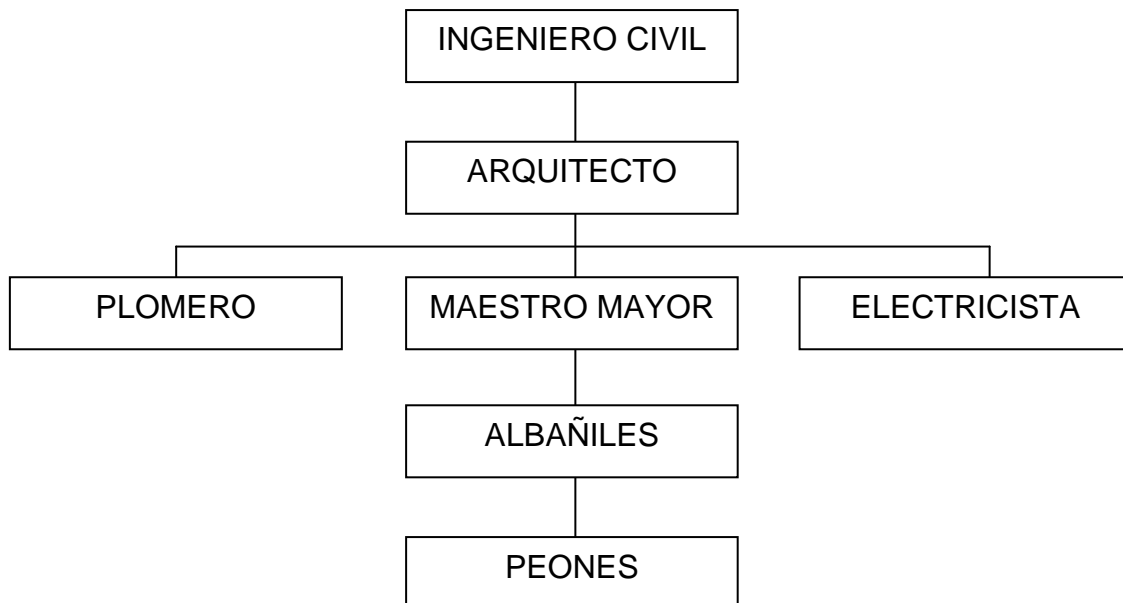 INGENIERO CIVIL
ARQUITECTO
PLOMERO
MAESTRO MAYOR
ELECTRICISTA
ALBAÑILES
PEONES